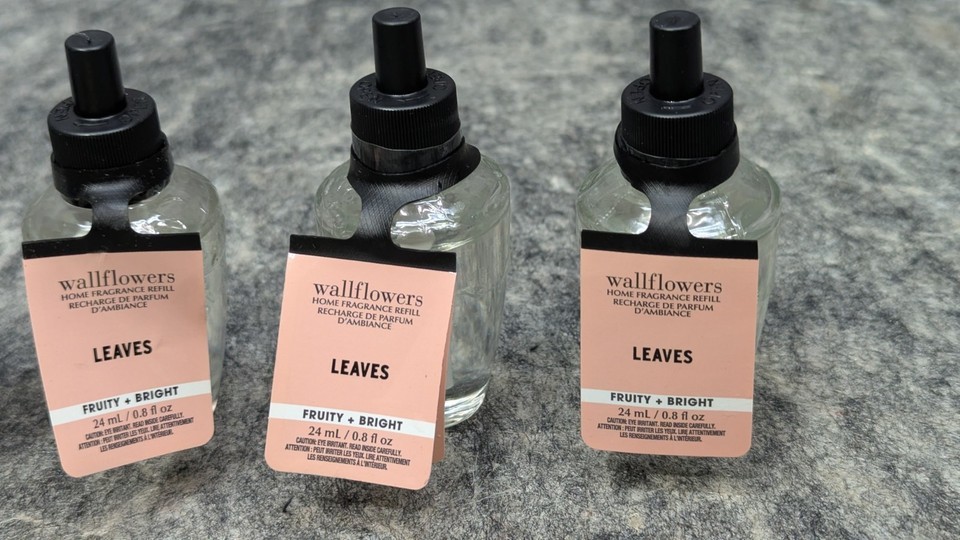 wallflowers
HOME FRAGRANCE REFILL
RECHARGE DE PARFUM
D'AMBIANCE
LEAVES
FRUITY + BRIGHT
24 mL / 0.8 fl oz
CAUTION: EYE IRRITANT. READ INSIDE CAREFULLY.
ATTENTION : PEUT IRRITER LES YEUX. LIRE ATTENTIVEMENT
LES RENSEIGNEMENTS À L'INTÉRIEUR.
wallflowers
HOME FRAGRANCE REFILL
RECHARGE DE PARFUM
D'AMBIANCE
LEAVES
FRUITY + BRIGHT
24 mL / 0.8 fl oz
CAUTION: EYE IRRITANT. READ INSIDE CAREFULLY.
ATTENTION : PEUT IRRITER LES YEUX. LIRE ATTENTIVEMENT
LES RENSEIGNEMENTS À L'INTÉRIEUR.
wallflowers
HOME FRAGRANCE REFILL
RECHARGE DE PARFUM
D'AMBIANCE
LEAVES
FRUITY + BRIGHT
24 mL / 0.8 fl oz
CAUTION: EYE IRRITANT. READ INSIDE CAREFULLY.
ATTENTION : PEUT IRRITER LES YEUX. LIRE ATTENTIVEMENT
LES RENSEIGNEMENTS À L'INTÉRIEUR.